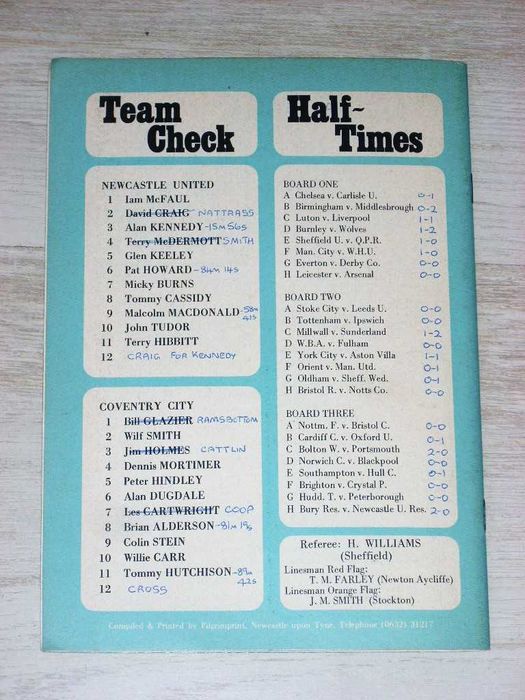 Team
Check
NEWCASTLE UNITED
1 Iam McFAUL
2 David CRAIG NATTRASS
3 Alan KENNEDY -15M 56S
4 Terry McDERMOTT SMITH
5 Glen KEELEY
6 Pat HOWARD -84M 14S
7 Micky BURNS
8 Tommy CASSIDY
9 Malcolm MACDONALD -58M
42S
10 John TUDOR
11 Terry HIBBITT
12 CRAIG FOR KENNEDY
COVENTRY CITY
1 Bill GLAZIER RAMSBOTTOM
2 Wilf SMITH
3 Jim HOLMES CATTLIN
4 Dennis MORTIMER
5 Peter HINDLEY
6 Alan DUGDALE
7 Les CARTWRIGHT COOP
8 Brian ALDERSON -81M 19S
9 Colin STEIN
10 Willie CARR
11 Tommy HUTCHISON -89M
42S
12 CROSS
Half-
Times
BOARD ONE
A Chelsea v. Carlisle U. 0-1
B Birmingham v. Middlesbrough 0-2
C Luton v. Liverpool 1-1
D Burnley v. Wolves 1-2
E Sheffield U. v. Q.P.R. 1-0
F Man. City v. W.H.U. 1-0
G Everton v. Derby Co. 0-0
H Leicester v. Arsenal 0-0
BOARD TWO
A Stoke City v. Leeds U. 0-0
B Tottenham v. Ipswich 0-0
C Millwall v. Sunderland 1-2
D W.B.A. v. Fulham 0-0
E York City v. Aston Villa 1-1
F Orient v. Man. Utd. 0-1
G Oldham v. Sheff. Wed. 0-1
H Bristol R. v. Notts Co. 0-0
BOARD THREE
A Nottm. F. v. Bristol C. 0-0
B Cardiff C. v. Oxford U. 0-1
C Bolton W. v. Portsmouth 2-0
D Norwich C. v. Blackpool 0-0
E Southampton v. Hull C. 0-1
F Brighton v. Crystal P. 0-0
G Hudd. T. v. Peterborough 0-0
H Bury Res. v. Newcastle U. Res. 2-0
Referee: H. WILLIAMS
(Sheffield)
Linesman Red Flag:
T. M. FARLEY (Newton Aycliffe)
Linesman Orange Flag:
J. M. SMITH (Stockton)
Compiled & Printed by Pilgrimprint, Newcastle upon Tyne. Telephone (0632) 31217